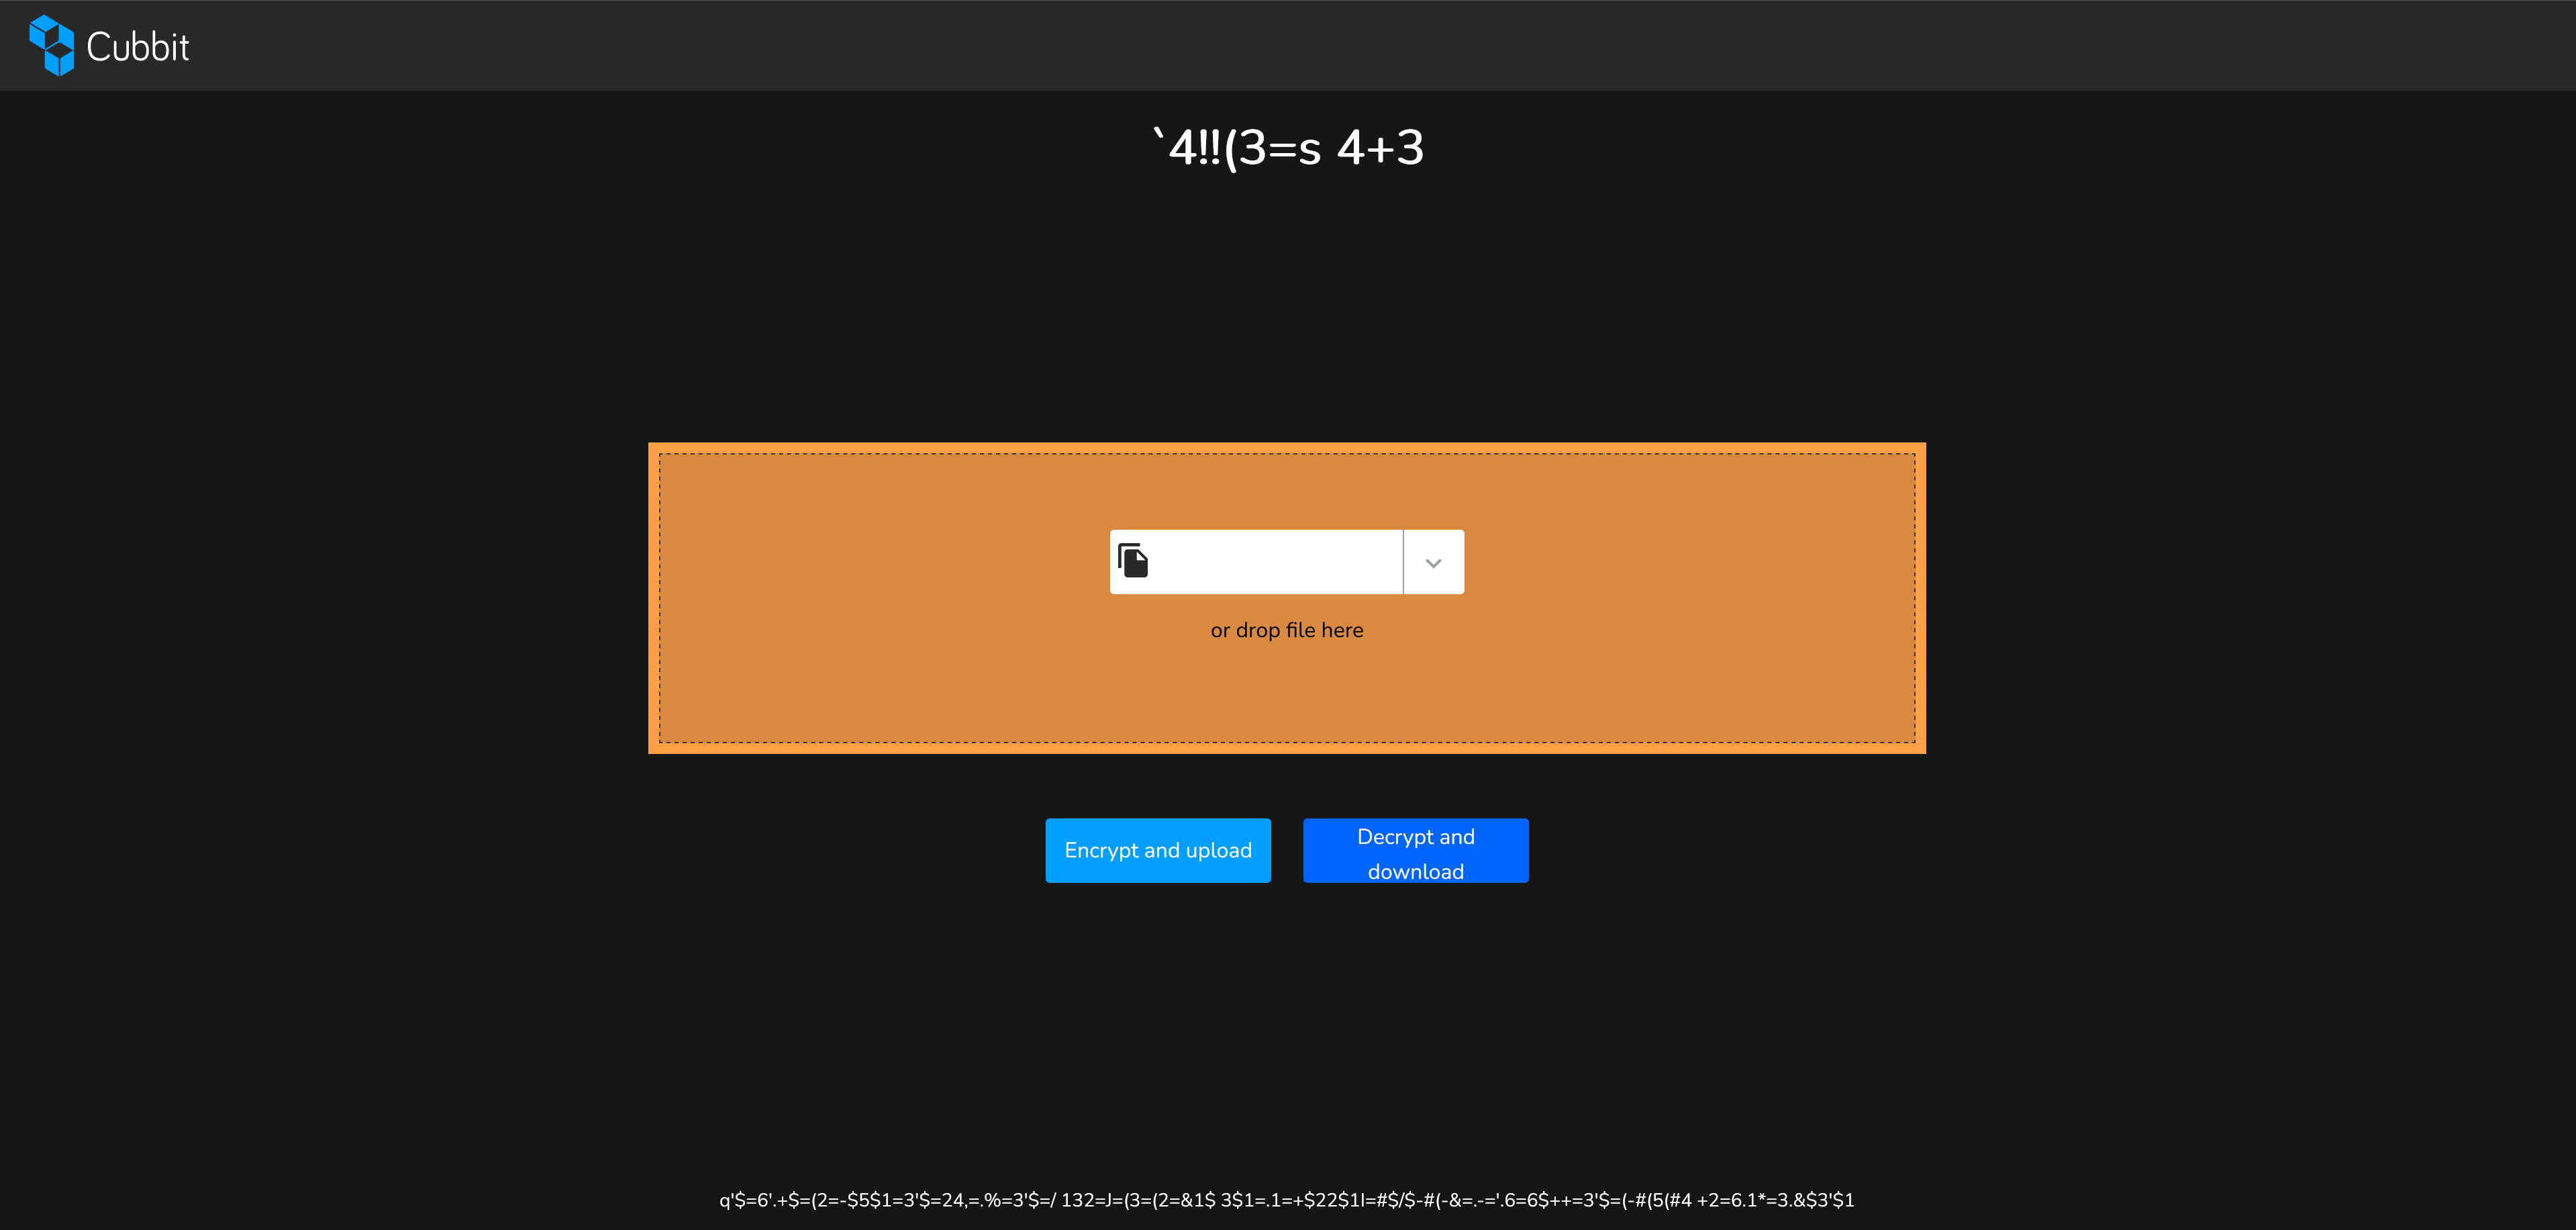 Cubbit
`4!!(3=s 4+3
or drop file here
Encrypt and upload
Decrypt and
download
q'$=6'.+$=(2=-$5$1=3'$=24,=.%=3'$=/ 132=J=(3=(2=&1$ 3$1=.1=+$22$1I=#$/$-#(-&=.-='.6=6$++=3'$=(-#(5(#4 +2=6.1*=3.&$3'$1